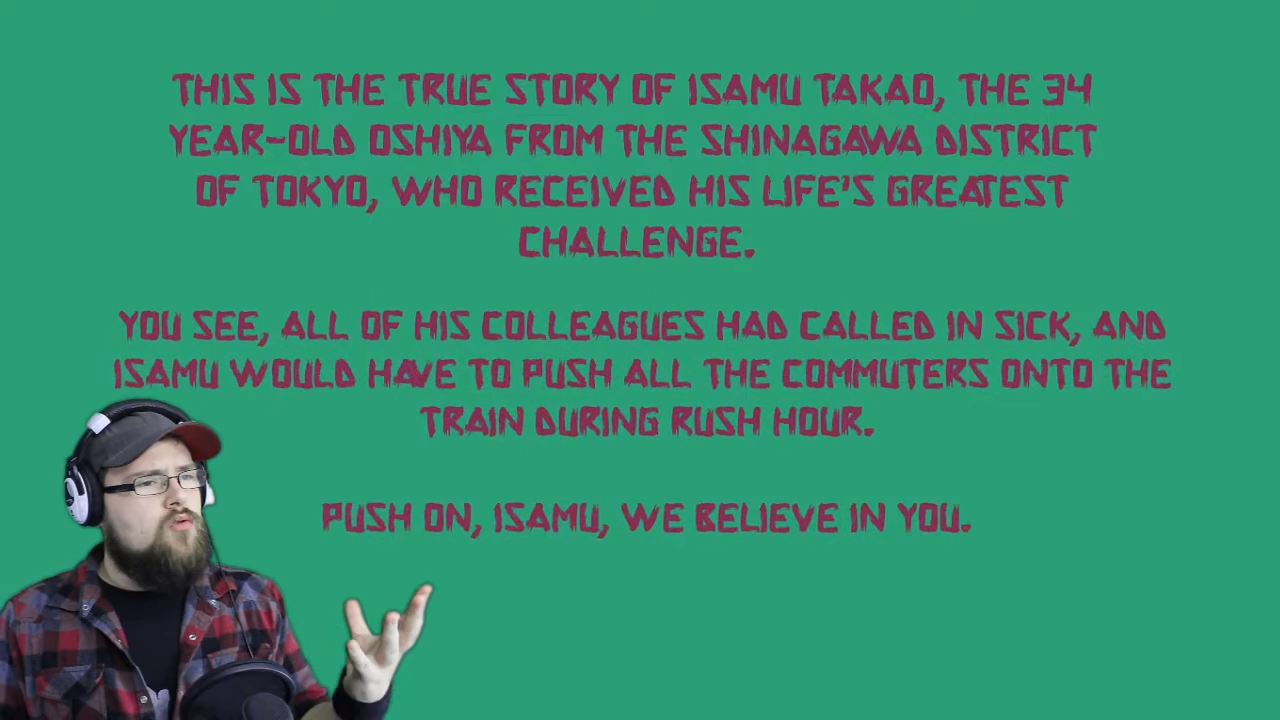 THIS IS THE TRUE STORY OF ISAMU TAKAO, THE 34
YEAR-OLD OSHIYA FROM THE SHINAGAWA DISTRICT
OF TOKYO, WHO RECEIVED HIS LIFE'S GREATEST
CHALLENGE.
YOU SEE, ALL OF HIS COLLEAGUES HAD CALLED IN SICK, AND
ISAMU WOULD HAVE TO PUSH ALL THE COMMUTERS ONTO THE
TRAIN DURING RUSH HOUR.
PUSH ON, ISAMU, WE BELIEVE IN YOU.